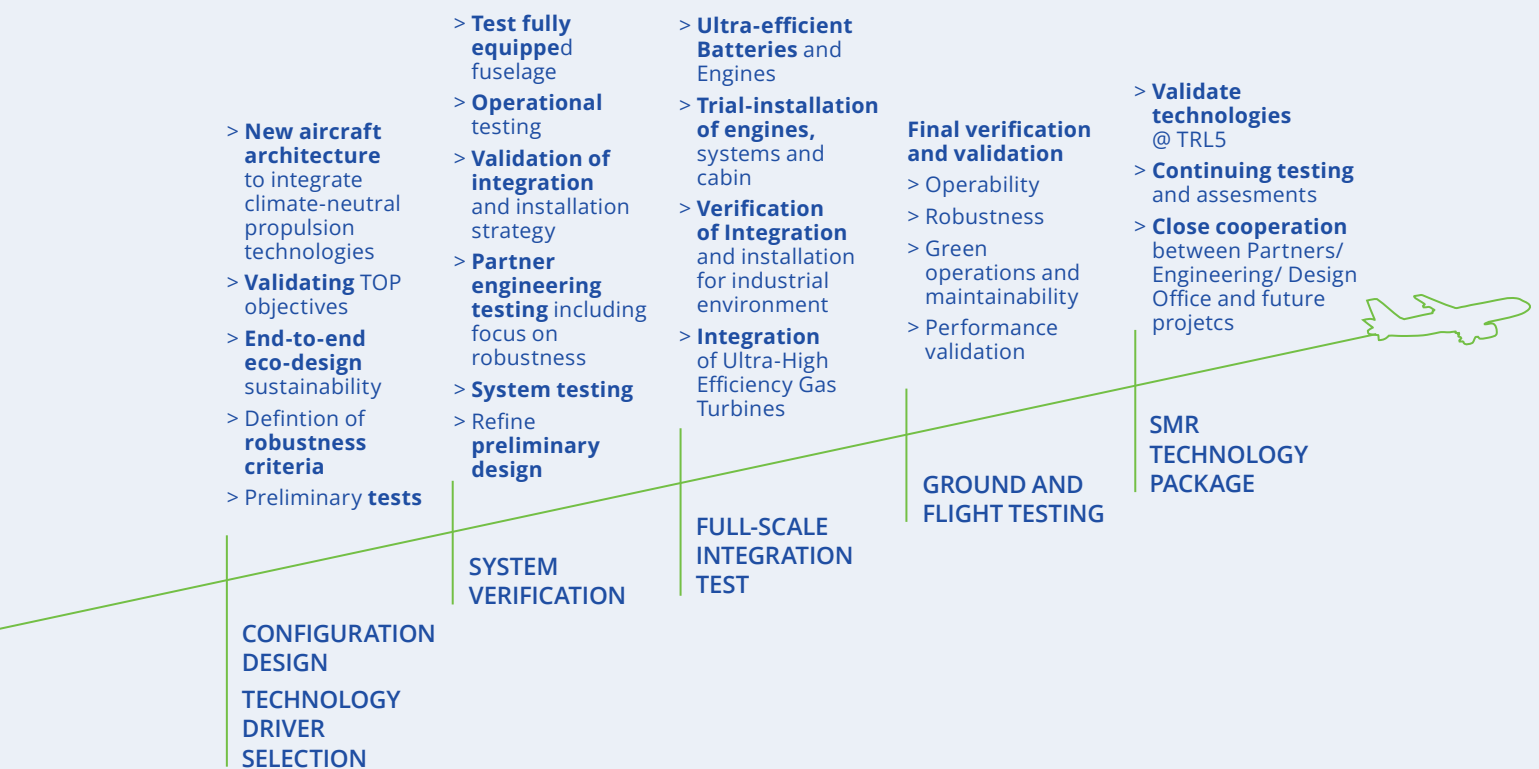 > New aircraft
architecture
to integrate
climate-neutral
propulsion
technologies
> Validating TOP
objectives
> End-to-end
eco-design
sustainability
> Defintion of
robustness
criteria
> Preliminary tests
CONFIGURATION
DESIGN
TECHNOLOGY
DRIVER
SELECTION
> Test fully
equipped
fuselage
> Operational
testing
> Validation of
integration
and installation
strategy
> Partner
engineering
testing including
focus on
robustness
> System testing
> Refine
preliminary
design
SYSTEM
VERIFICATION
> Ultra-efficient
Batteries and
Engines
> Trial-installation
of engines,
systems and
cabin
> Verification
of Integration
and installation
for industrial
environment
> Integration
of Ultra-High
Efficiency Gas
Turbines
FULL-SCALE
INTEGRATION
TEST
Final verification
and validation
> Operability
> Robustness
> Green
operations and
maintainability
> Performance
validation
GROUND AND
FLIGHT TESTING
> Validate
technologies
@ TRL5
> Continuing testing
and assesments
> Close cooperation
between Partners/
Engineering/ Design
Office and future
projetcs
SMR
TECHNOLOGY
PACKAGE